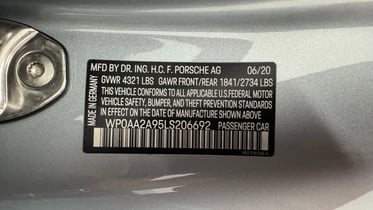 MFD. BY DR. ING. H.C. F. PORSCHE AG 06/20
GVWR 4321 LBS GAWR FRONT/REAR 1841/2734 LBS
THIS VEHICLE CONFORMS TO ALL APPLICABLE U.S.FEDERAL MOTOR
VEHICLE SAFETY, BUMPER, AND THEFT PREVENTION STANDARDS
IN EFFECT ON THE DATE OF MANUFACTURE SHOWN ABOVE.
WP0AA2A95LS206692 PASSENGER CAR
MADE IN GERMANY